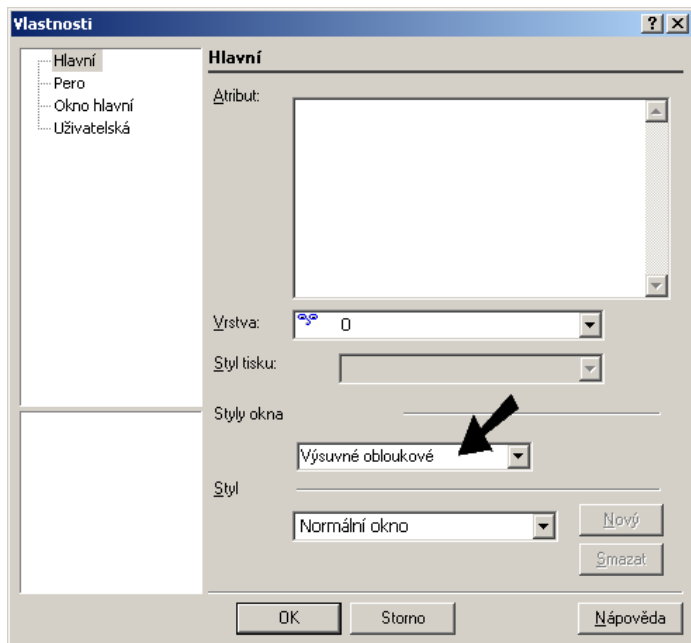 Vlastnosti
Hlavní
Pero
Okno hlavní
Uživatelská
Hlavní
Atribut:
Vrstva: 0
Styl tisku:
Styly okna
Výsuvné obloukové
Styl
Normální okno
Nový
Smazat
OK Storno Nápověda